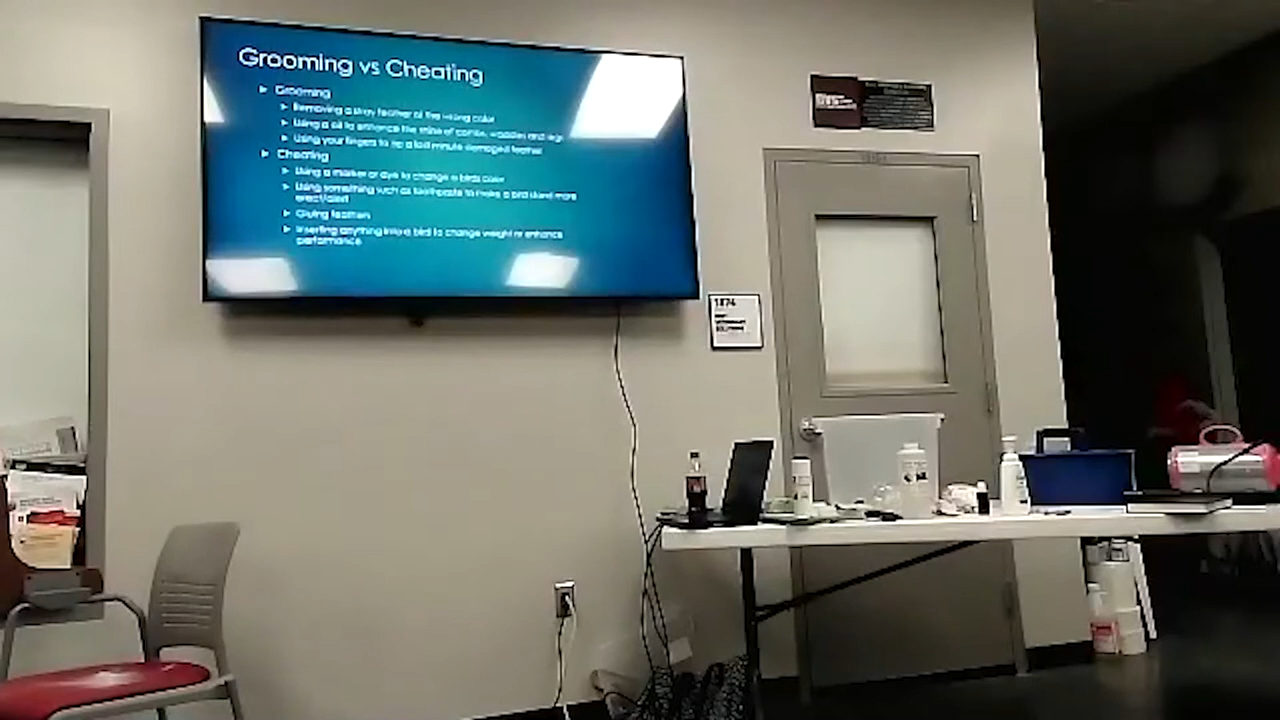 Grooming vs Cheating
Grooming
Removing a stray feather of the wrong color
Using a oil to enhance the shine of combs, waddles and legs
Using your fingers to zip a last minute damaged feather
Cheating
Using a marker or dye to change a birds color
Using something such as toothpaste to make a bird stand more
erect/alert
Gluing feathers
Inserting anything into a bird to change weight or enhance
performance
1874